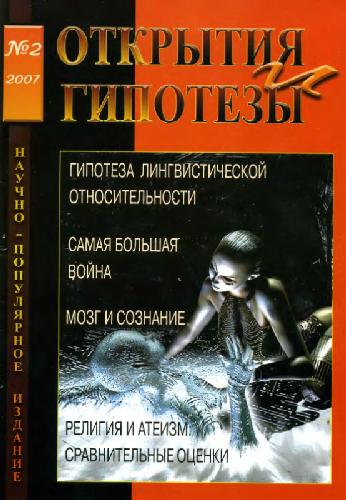 №2
2007
ОТКРЫТИЯ
И
ГИПОТЕЗЫ
НАУЧНО - ПОПУЛЯРНОЕ ИЗДАНИЕ
ГИПОТЕЗА ЛИНГВИСТИЧЕСКОЙ
ОТНОСИТЕЛЬНОСТИ
САМАЯ БОЛЬШАЯ
ВОЙНА
МОЗГ И СОЗНАНИЕ
РЕЛИГИЯ И АТЕИЗМ.
СРАВНИТЕЛЬНЫЕ ОЦЕНКИ